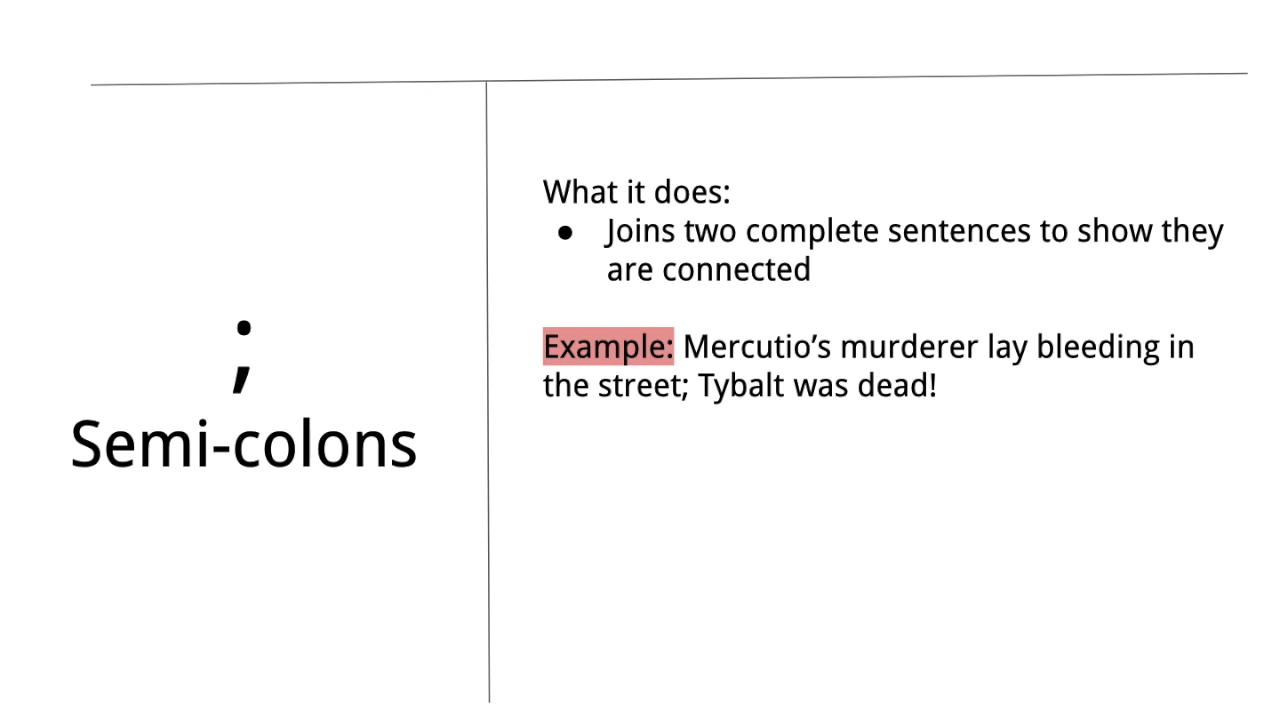 ;
Semi-colons
What it does:
● Joins two complete sentences to show they
are connected
Example: Mercutio’s murderer lay bleeding in
the street; Tybalt was dead!